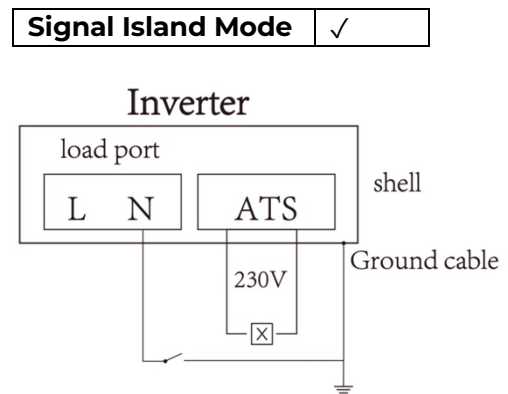 Signal Island Mode ✓
Inverter
load port
shell
L N ATS
Ground cable
230V
X